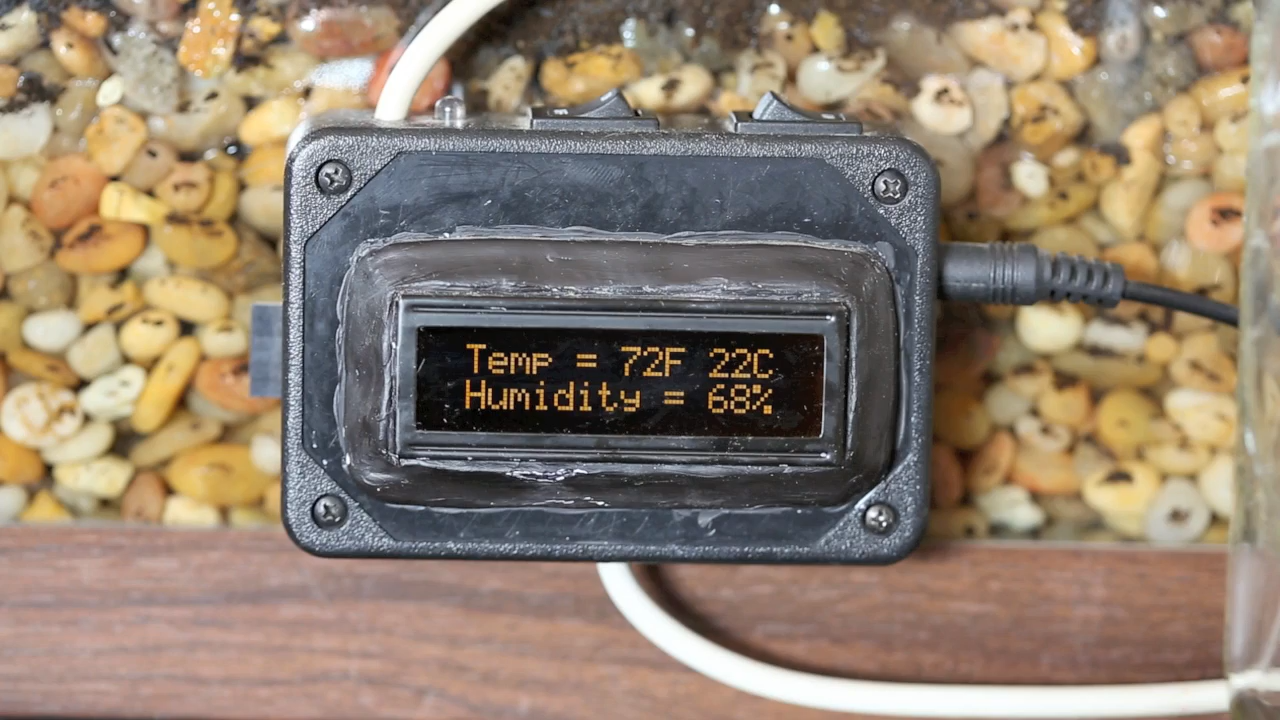 Temp = 72F 22C
Humidity = 68%